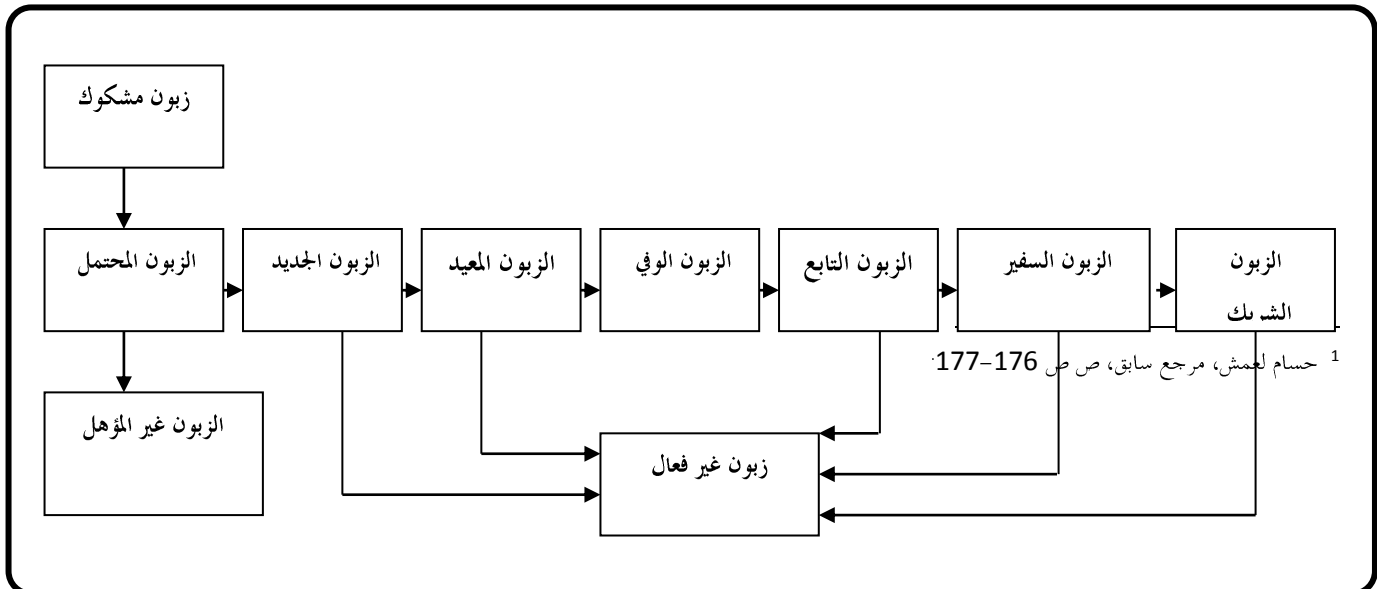 زبون مشكوك
الزبون المحتمل
الزبون الجديد
الزبون المعيد
الزبون الوفي
الزبون التابع
الزبون السفير
الزبون
الشريك
1 حسام لعمش، مرجع سابق، ص ص 176–177.
الزبون غير المؤهل
زبون غير فعال